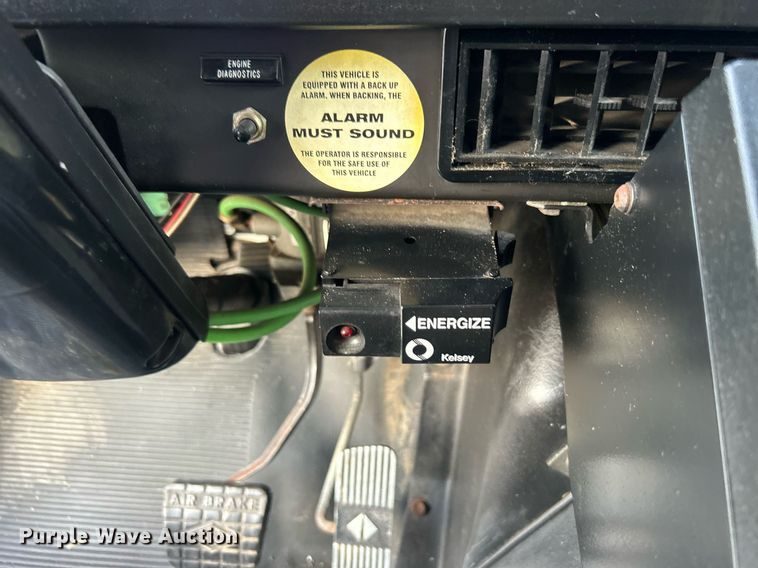 ENGINE
DIAGNOSTICS
THIS VEHICLE IS
EQUIPPED WITH A BACK UP
ALARM. WHEN BACKING, THE
ALARM
MUST SOUND
THE OPERATOR IS RESPONSIBLE
FOR THE SAFE USE OF
THIS VEHICLE
ENERGIZE
Kelsey
AIR BRAKE
Purple Wave Auction